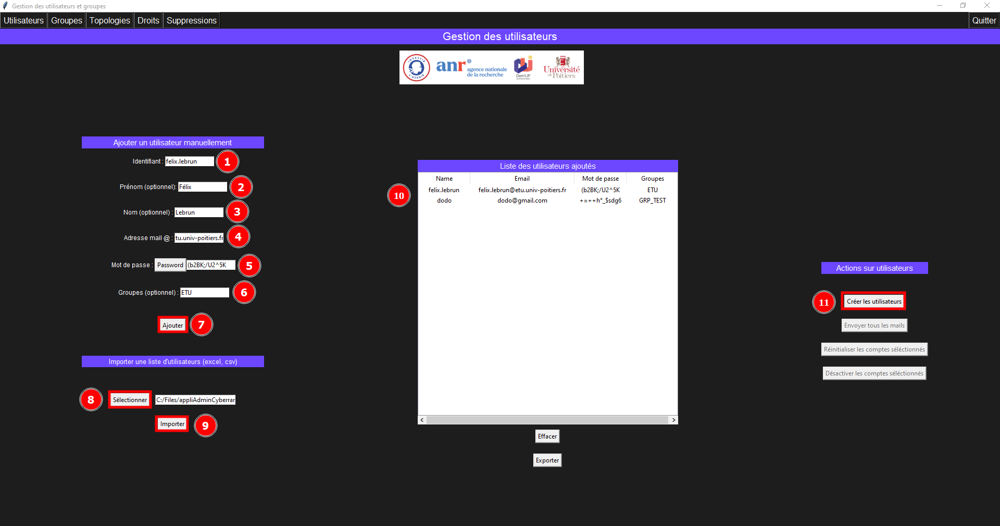 Gestion des utilisateurs et groupes
Utilisateurs Groupes Topologies Droits Suppressions Quitter
Gestion des utilisateurs
INVESTIR L'AVENIR
anr agence nationale de la recherche
Dem'UP
Université de Poitiers
Ajouter un utilisateur manuellement
Identifiant : felix.lebrun 1
Prénom (optionnel): Félix 2
Nom (optionnel) : Lebrun 3
Adresse mail @ : tu.univ-poitiers.fr 4
Mot de passe : Password (b2BK;/U2^5K 5
Groupes (optionnel) : ETU 6
Ajouter 7
Importer une liste d'utilisateurs (excel, csv)
8 Sélectionner C:/Files/appliAdminCyberrar
Importer 9
Liste des utilisateurs ajoutés
Name Email Mot de passe Groupes
10
felix.lebrun felix.lebrun@etu.univ-poitiers.fr (b2BK;/U2^5K ETU
dodo dodo@gmail.com +=++h*_$sdg6 GRP_TEST
Effacer
Exporter
Actions sur utilisateurs
11 Créer les utilisateurs
Envoyer tous les mails
Réinitialiser les comptes séléctionnés
Désactiver les comptes séléctionnés